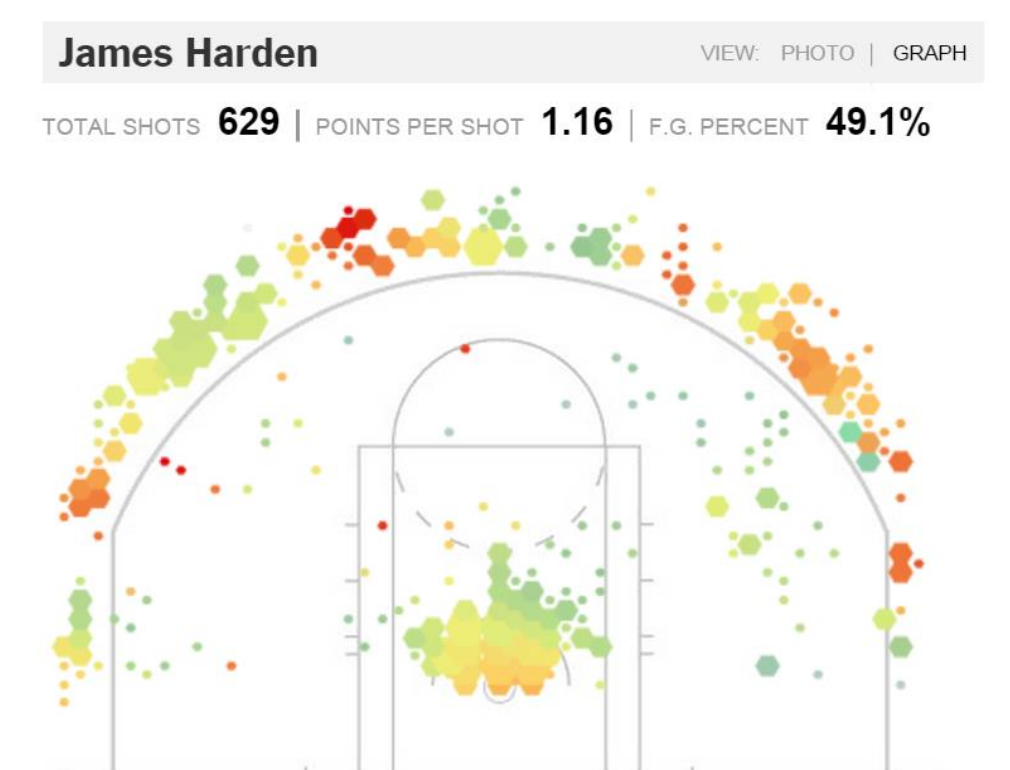 James Harden VIEW: PHOTO | GRAPH
TOTAL SHOTS 629 | POINTS PER SHOT 1.16 | F.G. PERCENT 49.1%